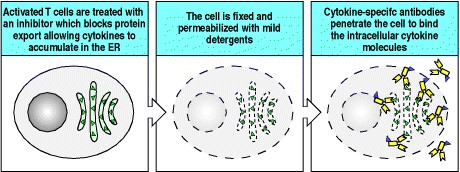 Activated T cells are treated with
an inhibitor which blocks protein
export allowing cytokines to
accumulate in the ER
The cell is fixed and
permeabilized with mild
detergents
Cytokine-specifc antibodies
penetrate the cell to bind
the intracellular cytokine
molecules